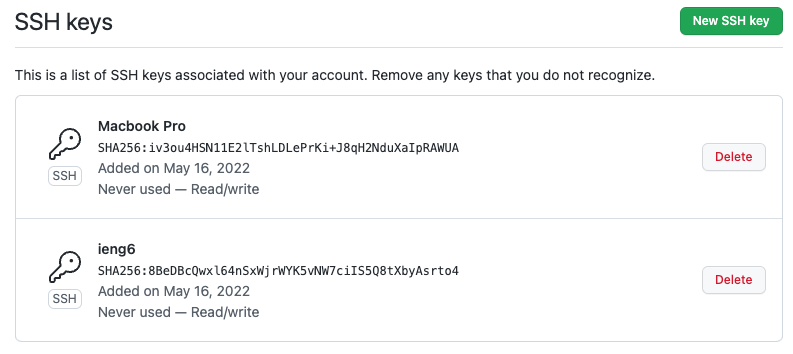 SSH keys
New SSH key
This is a list of SSH keys associated with your account. Remove any keys that you do not recognize.
Macbook Pro
SHA256:iv3ou4HSN11E2lTshLDLePrKi+J8qH2NduXaIpRAWUA
Added on May 16, 2022
Never used — Read/write
SSH
Delete
ieng6
SHA256:8BeDBcQwxl64nSxWjrWYK5vNW7ciIS5Q8tXbyAsrto4
Added on May 16, 2022
Never used — Read/write
SSH
Delete